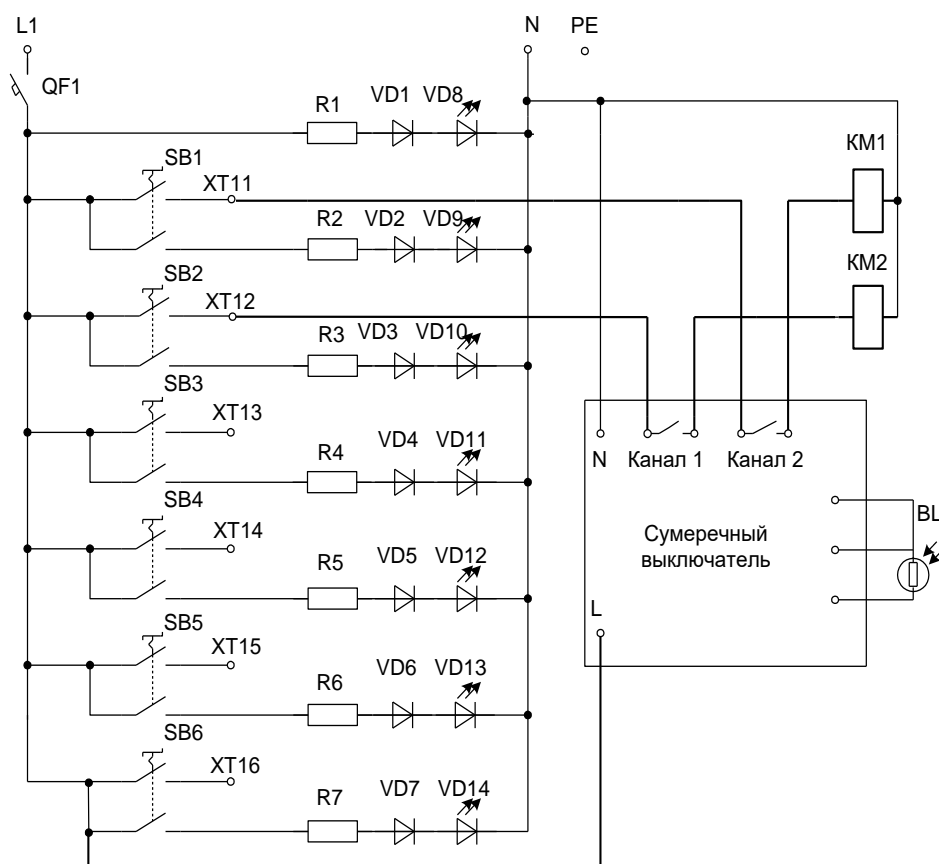 L1
N
PE
QF1
R1
VD1
VD8
SB1
XT11
R2
VD2
VD9
KM1
SB2
XT12
R3
VD3
VD10
KM2
SB3
XT13
R4
VD4
VD11
N
Канал 1
Канал 2
SB4
XT14
R5
VD5
VD12
Сумеречный
выключатель
BL
SB5
XT15
R6
VD6
VD13
L
SB6
XT16
R7
VD7
VD14